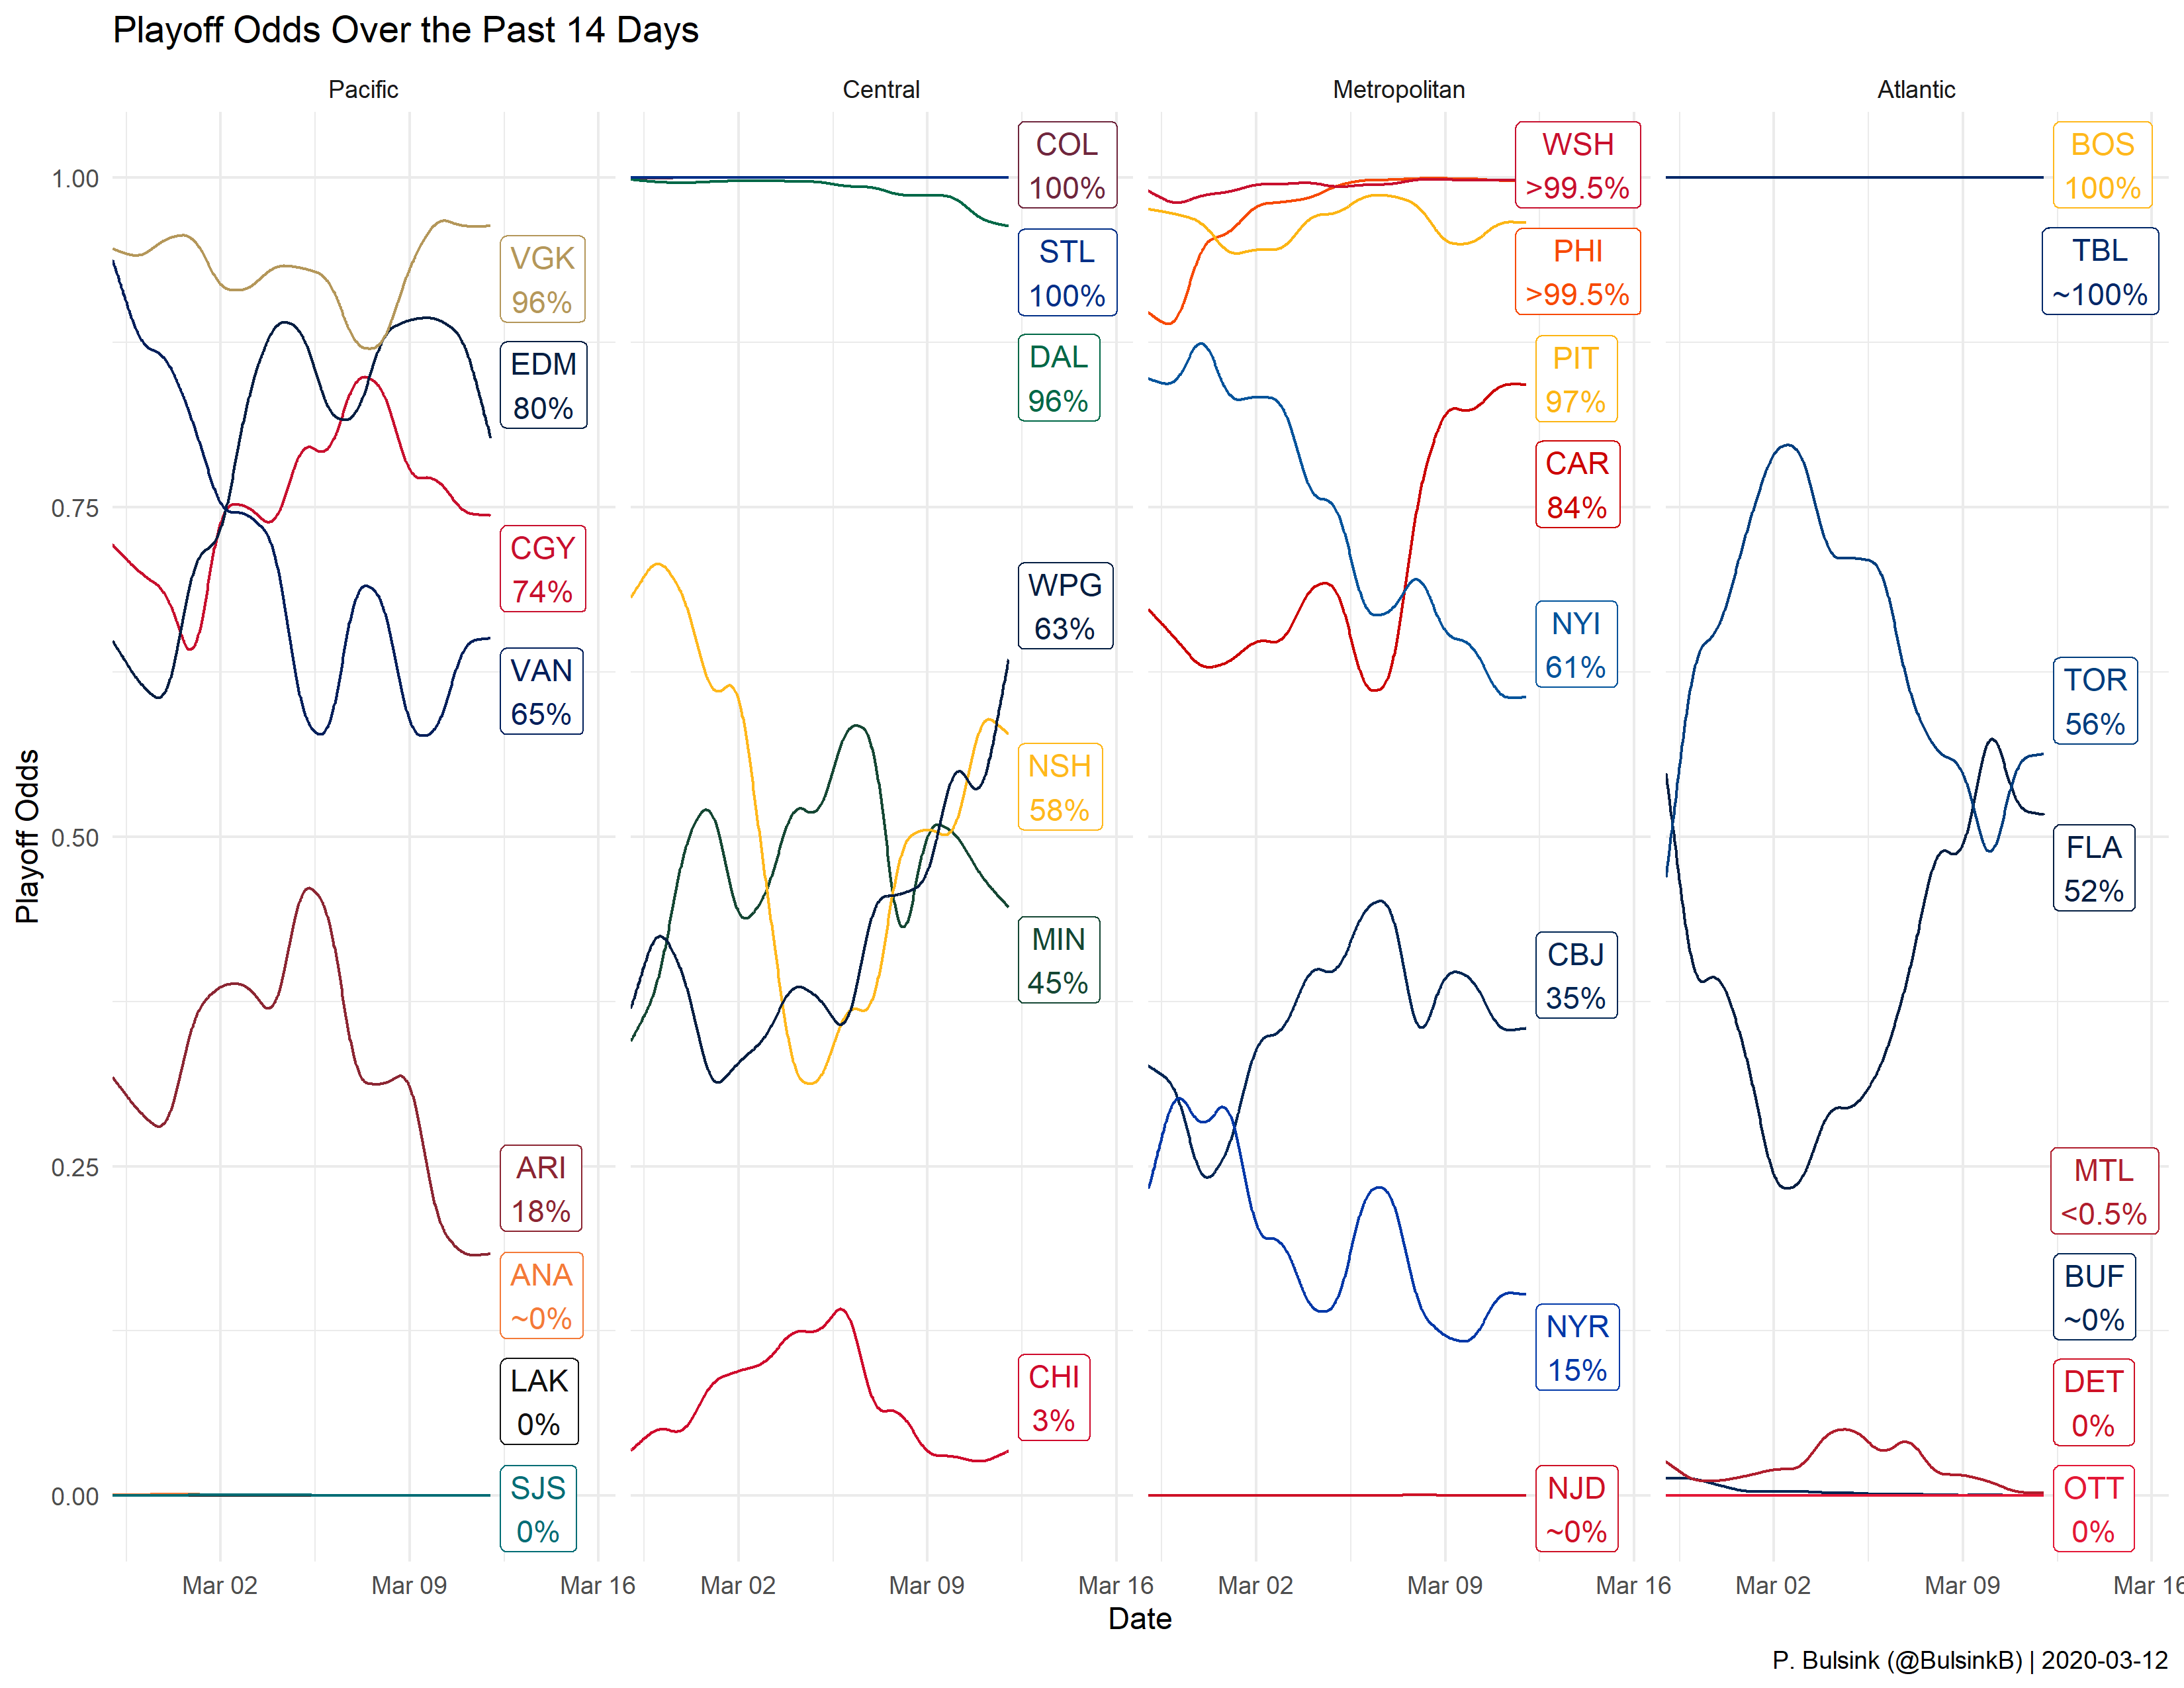 Playoff Odds Over the Past 14 Days
Pacific
Central
Metropolitan
Atlantic
Playoff Odds
1.00
0.75
0.50
0.25
0.00
VGK
96%
EDM
80%
CGY
74%
VAN
65%
ARI
18%
ANA
~0%
LAK
0%
SJS
0%
COL
100%
STL
100%
DAL
96%
WPG
63%
NSH
58%
MIN
45%
CHI
3%
WSH
>99.5%
PHI
>99.5%
PIT
97%
CAR
84%
NYI
61%
CBJ
35%
NYR
15%
NJD
~0%
BOS
100%
TBL
~100%
TOR
56%
FLA
52%
MTL
<0.5%
BUF
~0%
DET
0%
OTT
0%
Mar 02 Mar 09 Mar 16 Mar 02 Mar 09 Mar 16 Mar 02 Mar 09 Mar 16 Mar 02 Mar 09 Mar 16
Date
P. Bulsink (@BulsinkB) | 2020-03-12